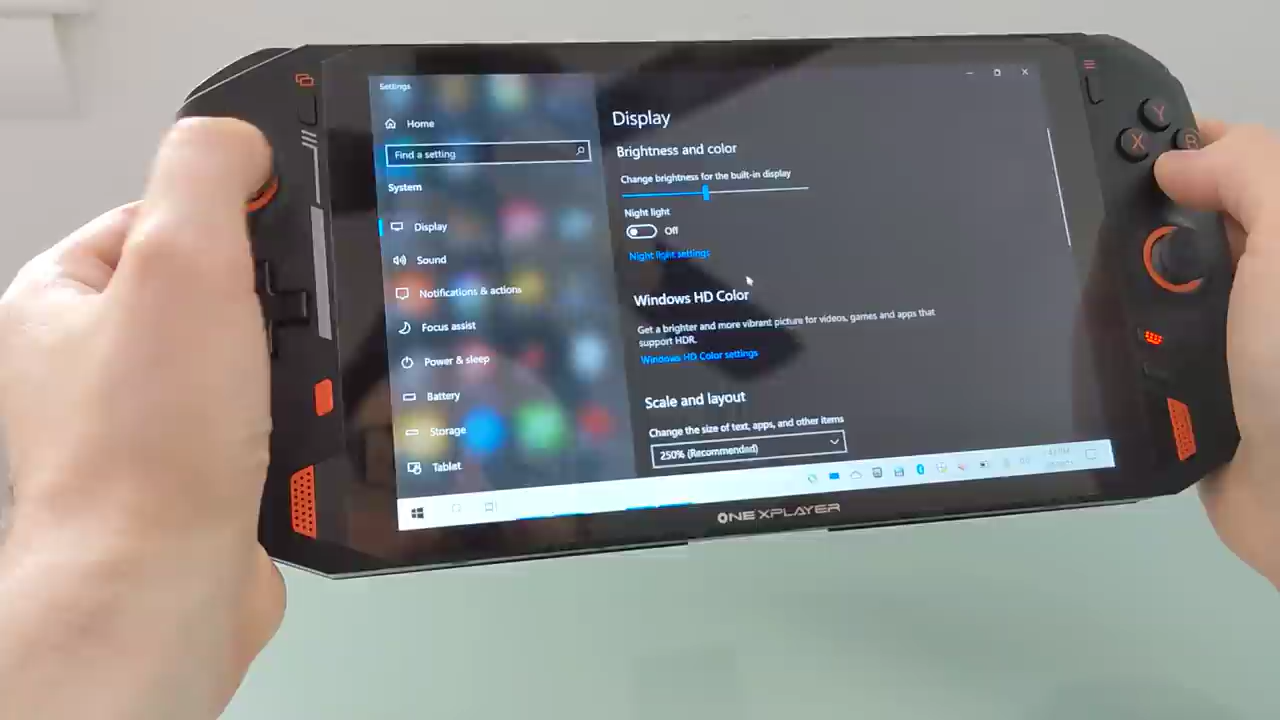 Settings
Home
Find a setting
System
Display
Sound
Notifications & actions
Focus assist
Power & sleep
Battery
Storage
Tablet
Display
Brightness and color
Change brightness for the built-in display
Night light
Off
Night light settings
Windows HD Color
Get a brighter and more vibrant picture for videos, games and apps that
support HDR.
Windows HD Color settings
Scale and layout
Change the size of text, apps, and other items
250% (Recommended)
ONEXPLAYER
Y
X
B